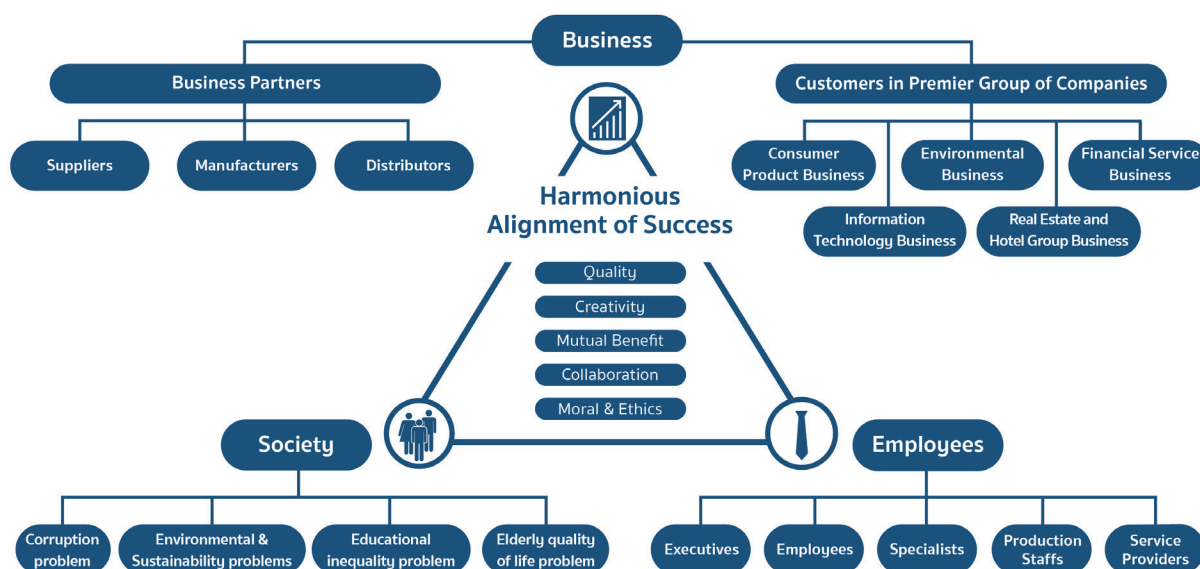 Business
Business Partners
Customers in Premier Group of Companies
Suppliers
Manufacturers
Distributors
Consumer
Product Business
Environmental
Business
Financial Service
Business
Information
Technology Business
Real Estate and
Hotel Group Business
Harmonious
Alignment of Success
Quality
Creativity
Mutual Benefit
Collaboration
Moral & Ethics
Society
Employees
Corruption
problem
Environmental &
Sustainability problems
Educational
inequality problem
Elderly quality
of life problem
Executives
Employees
Specialists
Production
Staffs
Service
Providers